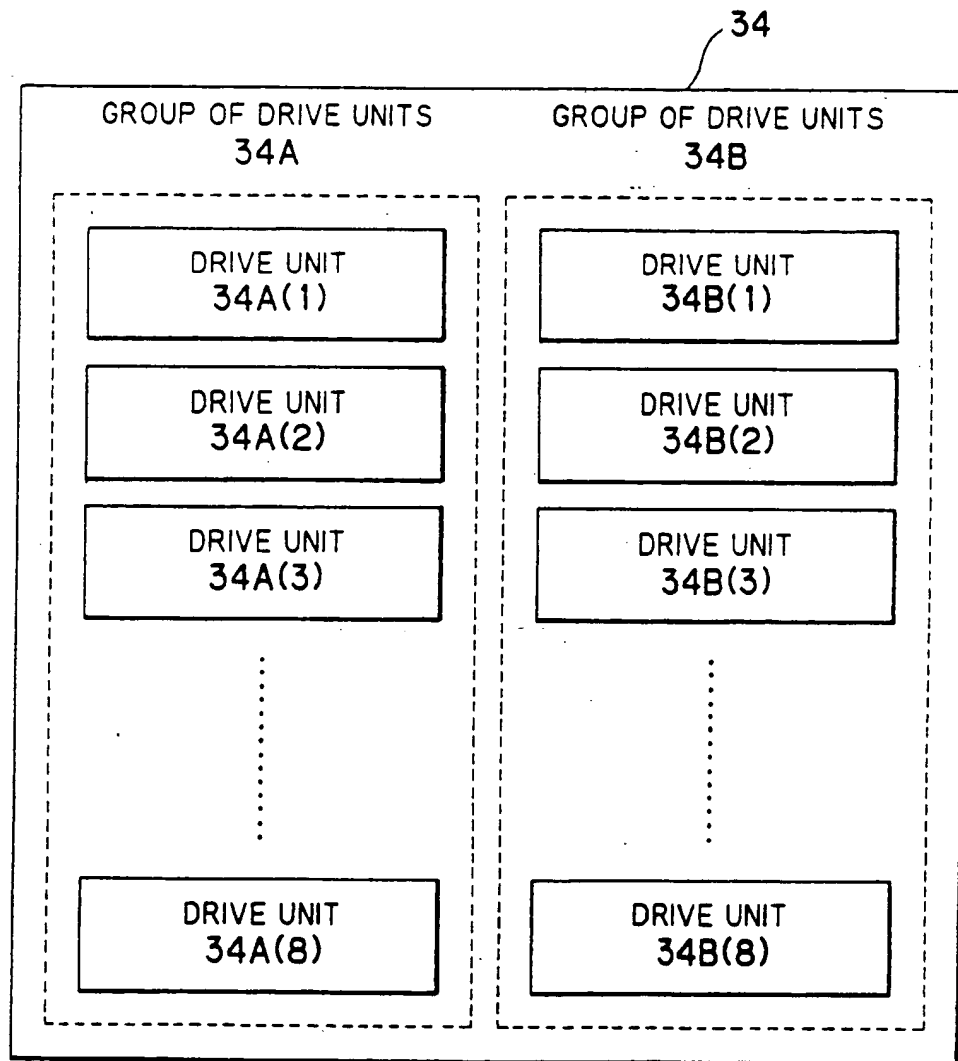 34
GROUP OF DRIVE UNITS
34A
DRIVE UNIT
34A(1)
DRIVE UNIT
34A(2)
DRIVE UNIT
34A(3)
DRIVE UNIT
34A(8)
GROUP OF DRIVE UNITS
34B
DRIVE UNIT
34B(1)
DRIVE UNIT
34B(2)
DRIVE UNIT
34B(3)
DRIVE UNIT
34B(8)